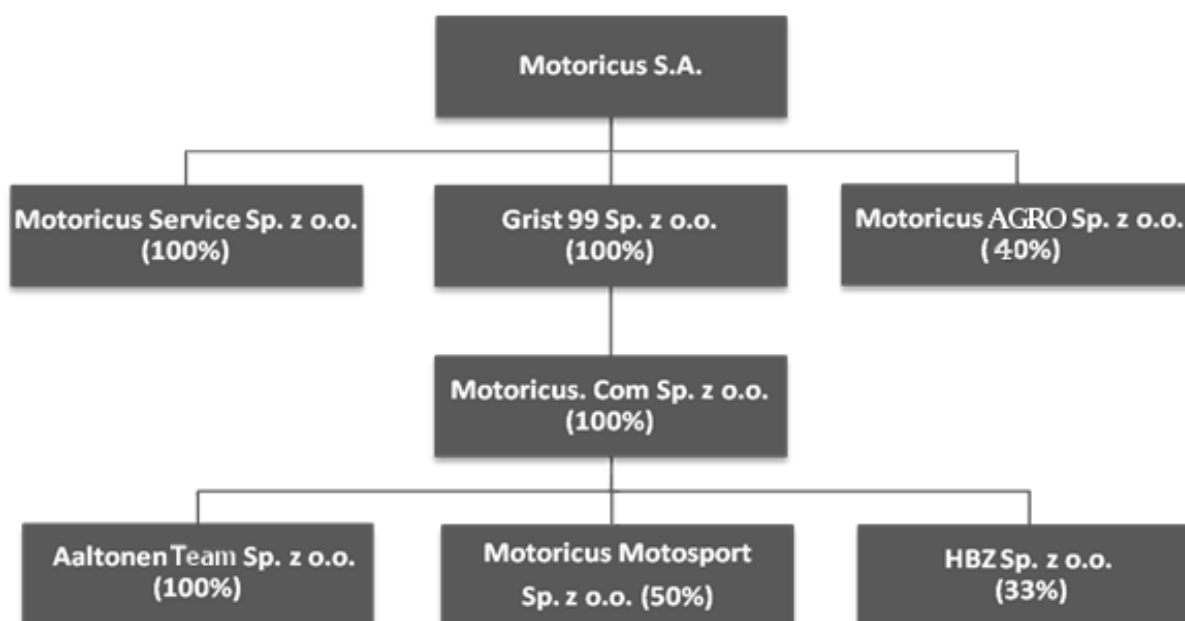 Motoricus S.A.
Motoricus Service Sp. z o.o.
(100%)
Grist 99 Sp. z o.o.
(100%)
Motoricus AGRO Sp. z o.o.
( 40%)
Motoricus. Com Sp. z o.o.
(100%)
Aaltonen Team Sp. z o.o.
(100%)
Motoricus Motosport
Sp. z o.o. (50%)
HBZ Sp. z o.o.
(33%)